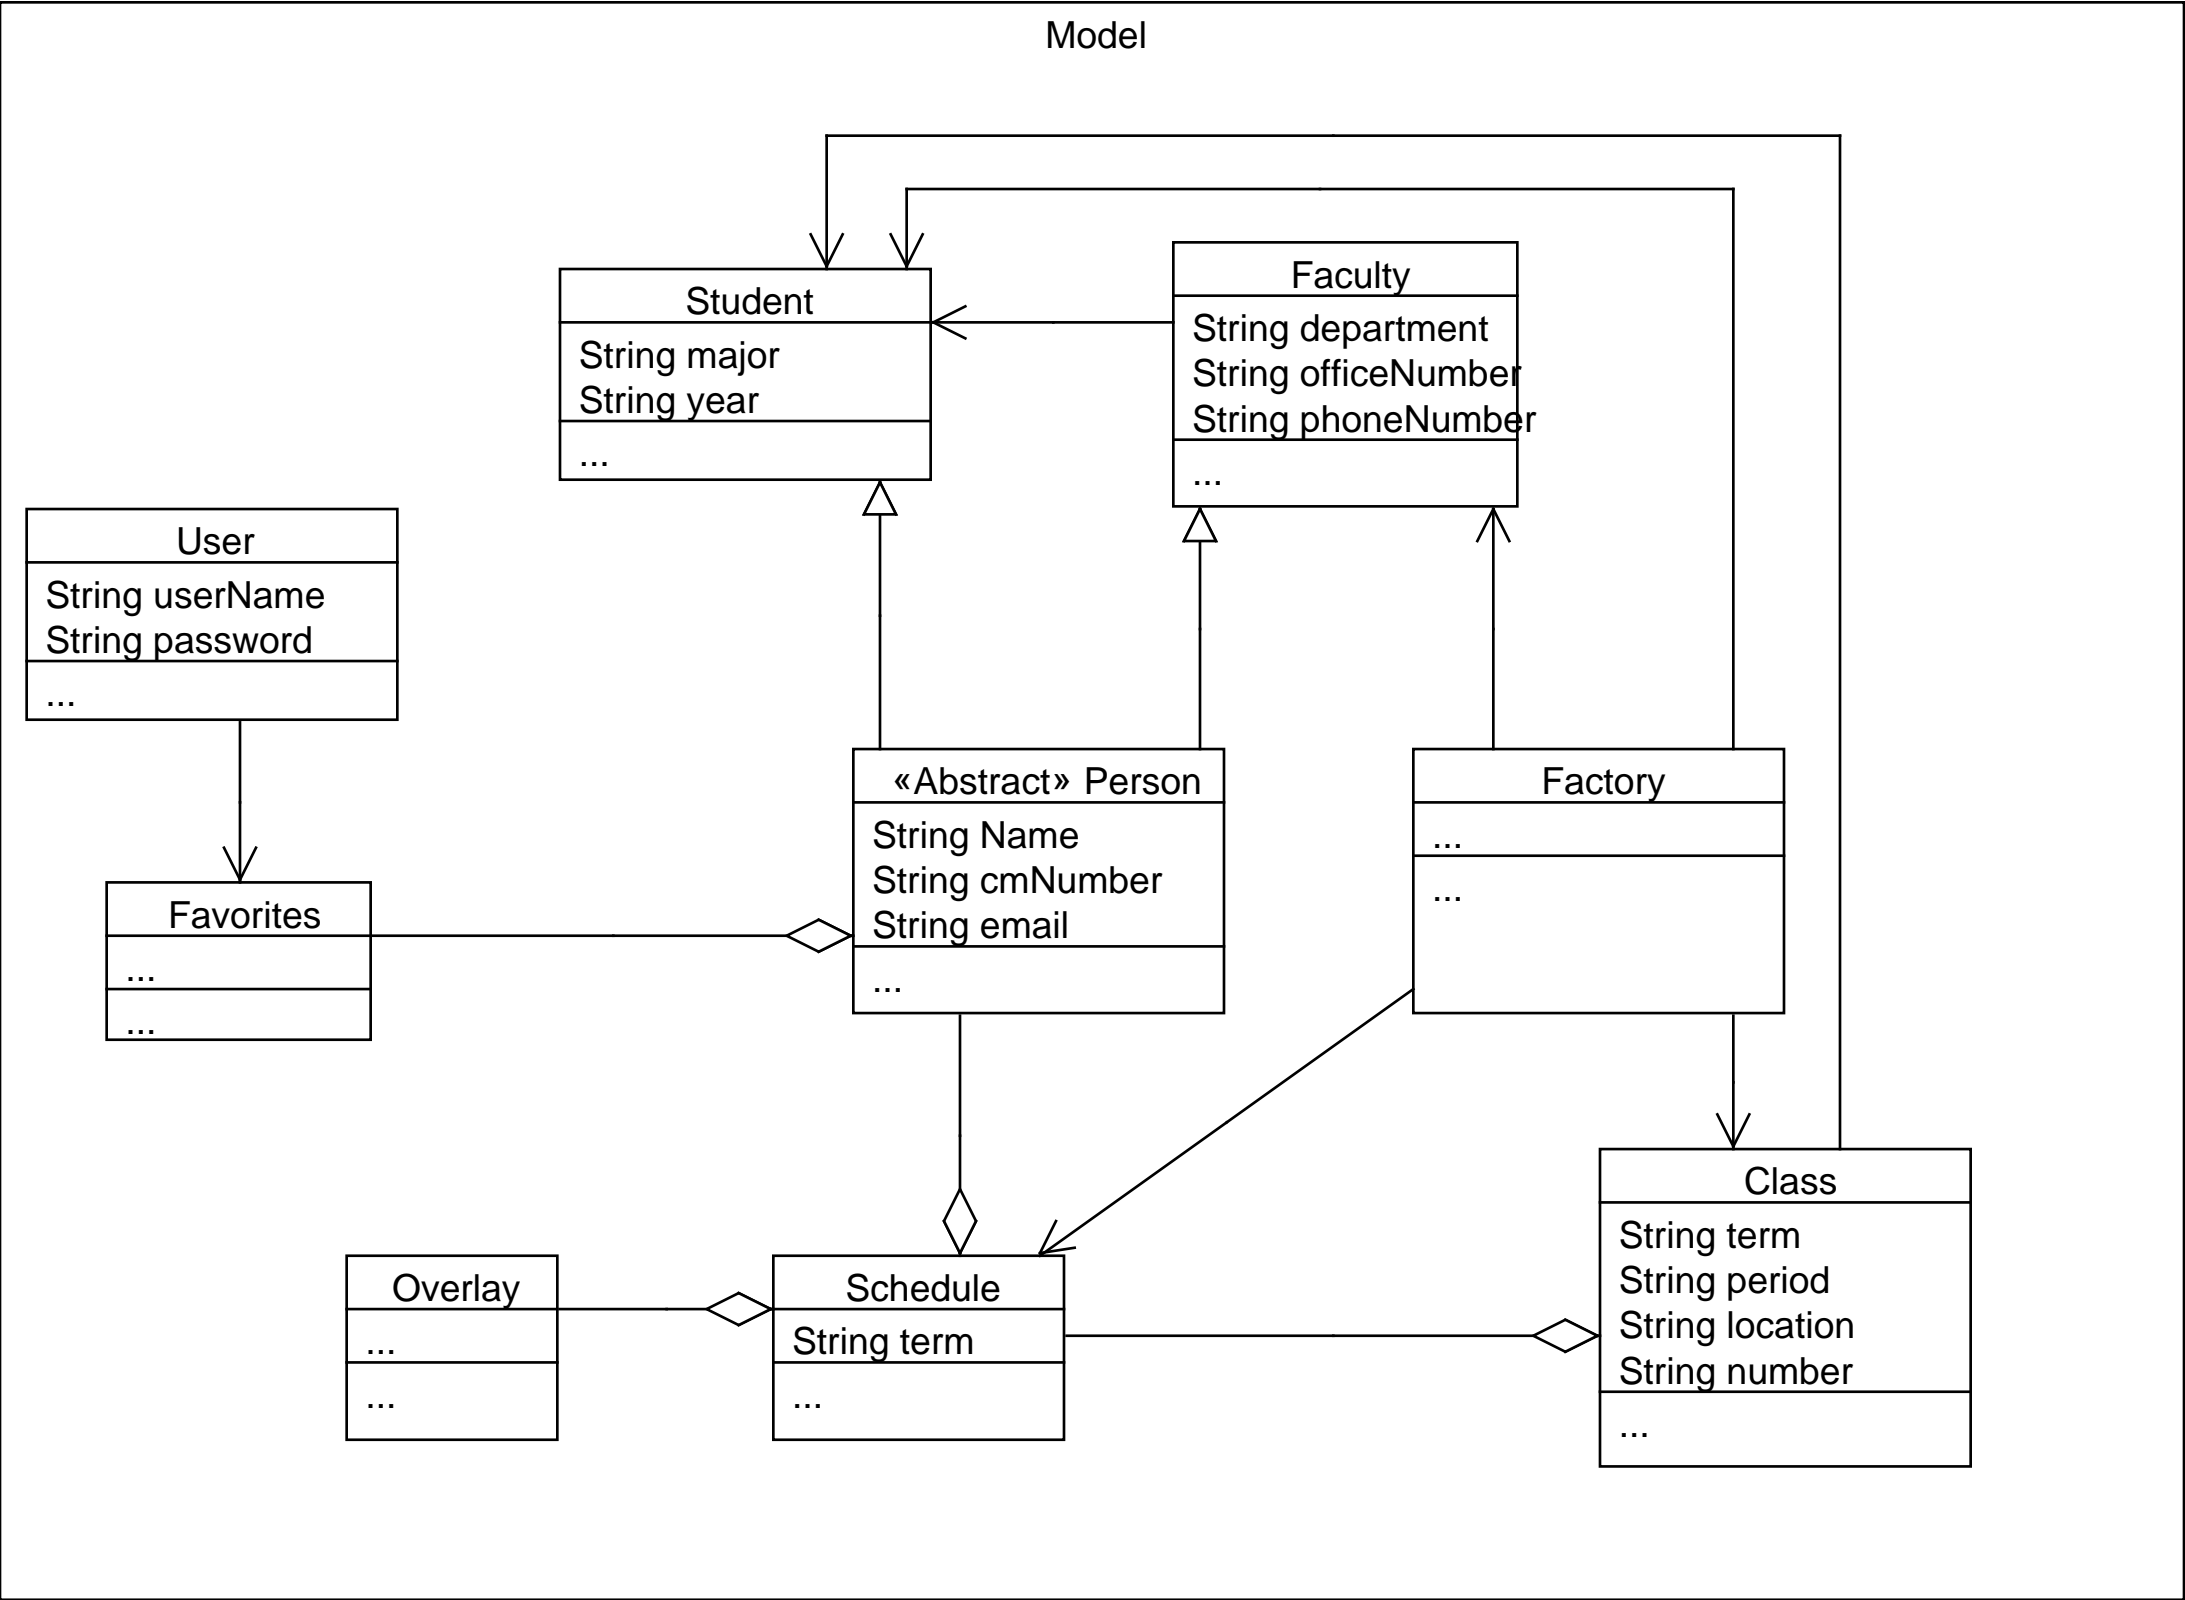 Model
Student
String major
String year
...
Faculty
String department
String officeNumber
String phoneNumber
...
User
String userName
String password
...
«Abstract» Person
String Name
String cmNumber
String email
...
Factory
...
...
Favorites
...
...
Overlay
...
...
Schedule
String term
...
Class
String term
String period
String location
String number
...